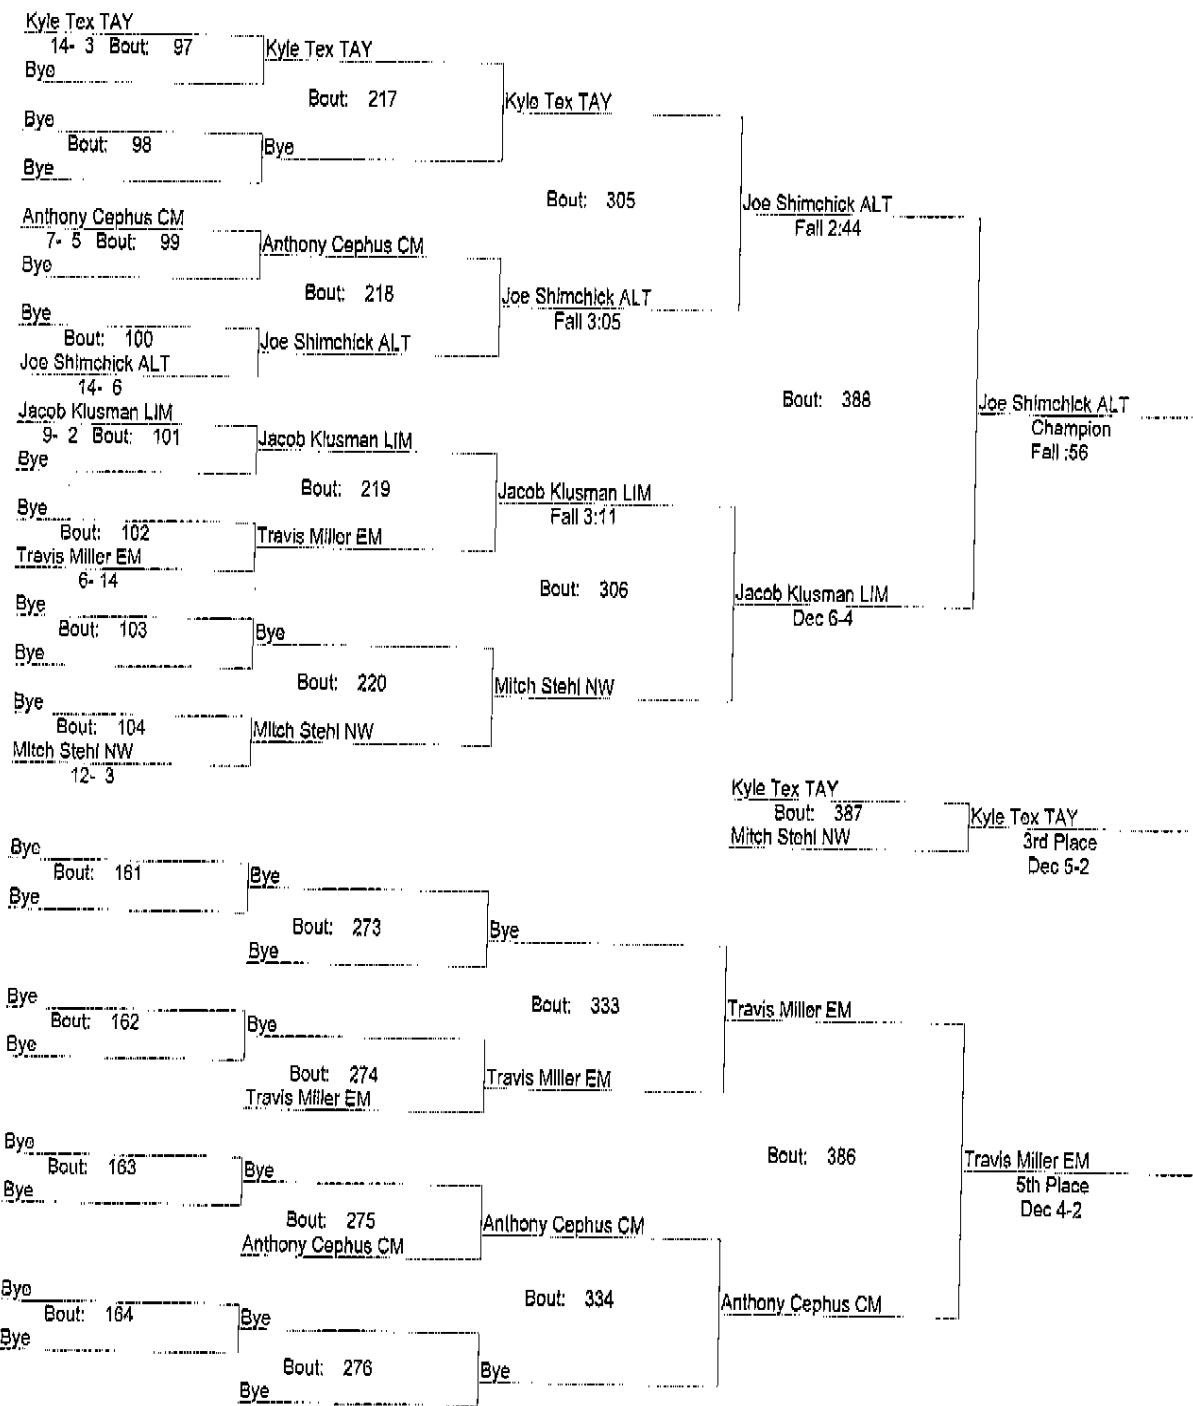 Kyle Tex TAY
14- 3 Bout: 97
Bye
Kyle Tex TAY
Bout: 217
Bye
Bout: 98
Bye
Bye
Kyle Tex TAY
Bout: 305
Anthony Cephus CM
7- 5 Bout: 99
Bye
Anthony Cephus CM
Bout: 218
Bye
Bout: 100
Joe Shimchick ALT
14- 6
Joe Shimchick ALT
Joe Shimchick ALT
Fall 3:05
Joe Shimchick ALT
Fall 2:44
Bout: 388
Joe Shimchick ALT
Champion
Fall :56
Jacob Klusman LIM
9- 2 Bout: 101
Bye
Jacob Klusman LIM
Bout: 219
Bye
Bout: 102
Travis Miller EM
6- 14
Travis Miller EM
Jacob Klusman LIM
Fall 3:11
Bout: 306
Bye
Bout: 103
Bye
Bye
Bout: 220
Bye
Bout: 104
Mitch Stehl NW
12- 3
Mitch Stehl NW
Mitch Stehl NW
Jacob Klusman LIM
Dec 6-4
Kyle Tex TAY
Bout: 387
Mitch Stehl NW
Kyle Tex TAY
3rd Place
Dec 5-2
Bye
Bout: 161
Bye
Bye
Bout: 273
Bye
Bye
Bout: 333
Bye
Bout: 162
Bye
Bye
Bout: 274
Travis Miller EM
Travis Miller EM
Travis Miller EM
Bout: 386
Travis Miller EM
5th Place
Dec 4-2
Bye
Bout: 163
Bye
Bye
Bout: 275
Anthony Cephus CM
Anthony Cephus CM
Bout: 334
Anthony Cephus CM
Bye
Bout: 164
Bye
Bye
Bout: 276
Bye
Bye